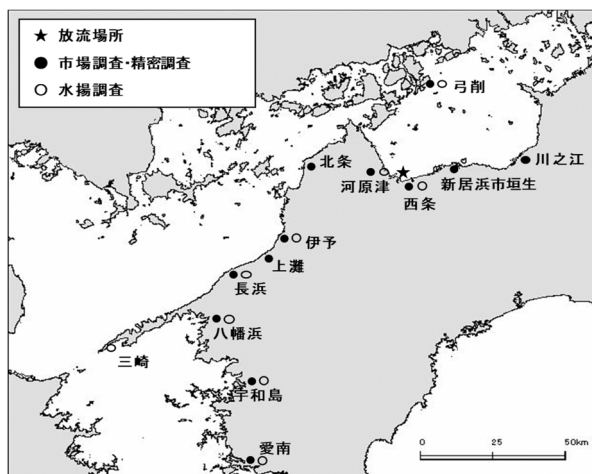 ★ 放流場所
● 市場調査・精密調査
○ 水揚調査
弓削
北条
川之江
河原津
新居浜市垣生
西条
伊予
上灘
長浜
八幡浜
三崎
宇和島
愛南
0 25 50km